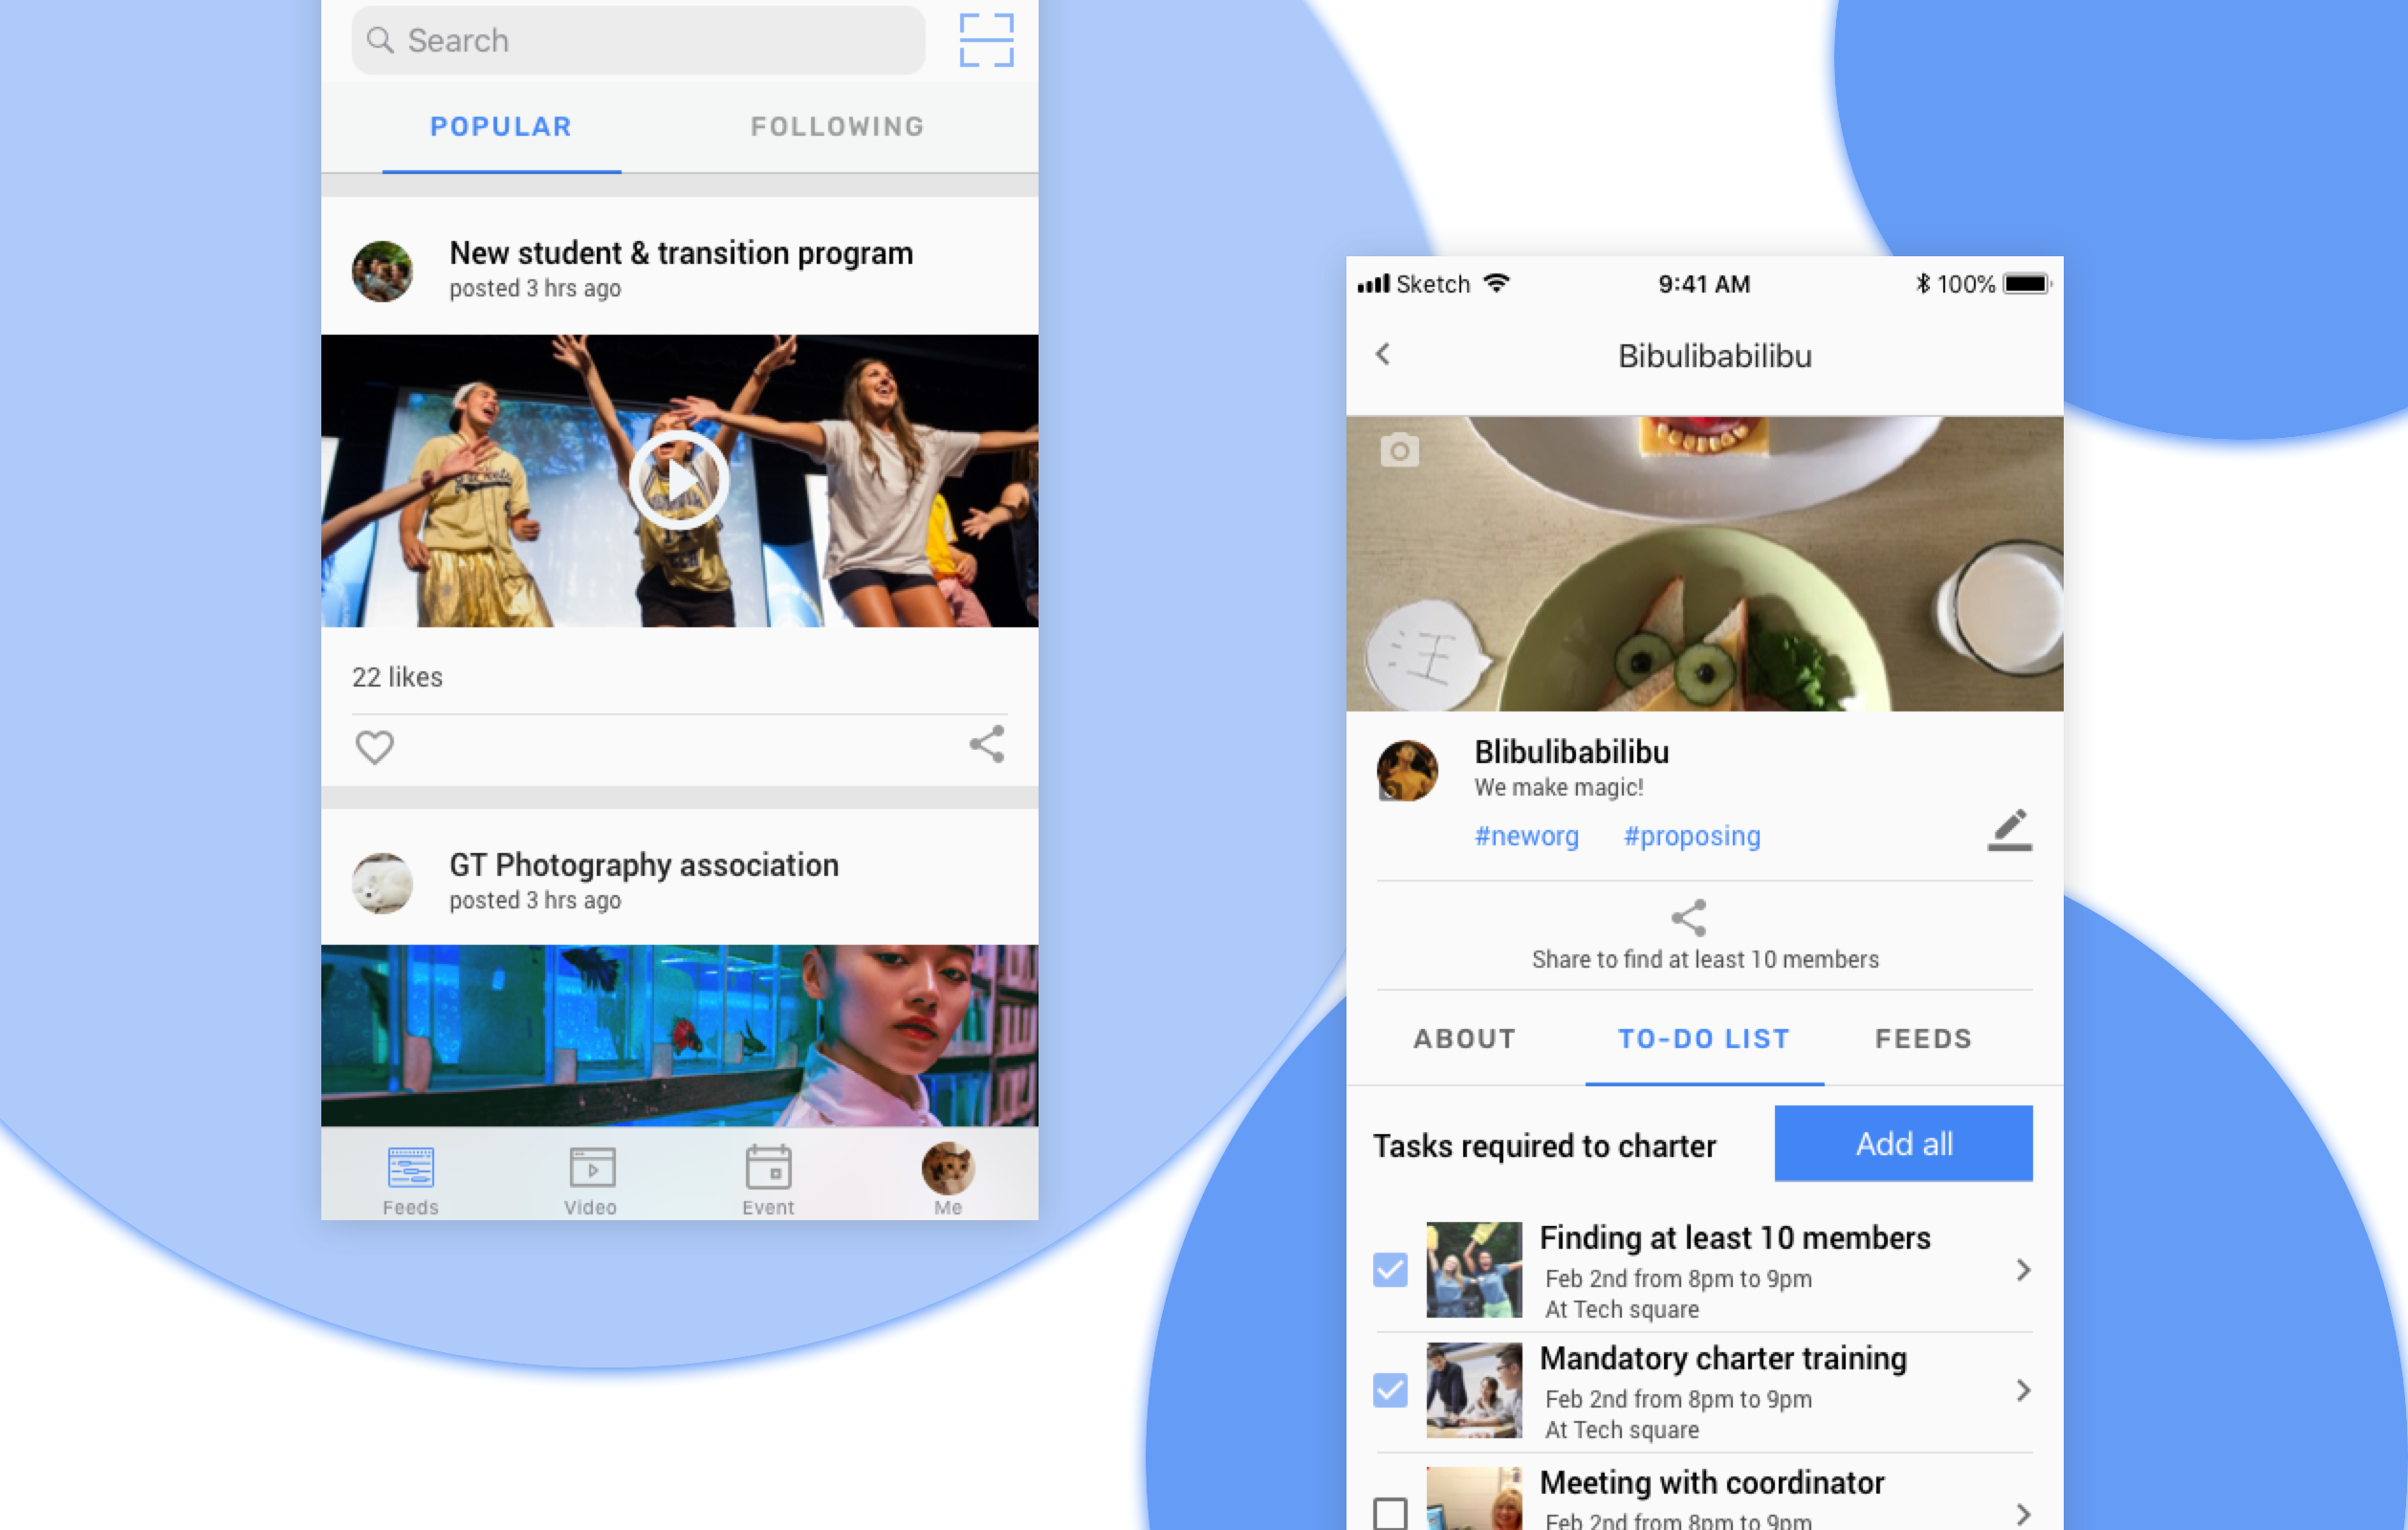 Search
POPULAR
FOLLOWING
New student & transition program
posted 3 hrs ago
22 likes
GT Photography association
posted 3 hrs ago
Feeds
Video
Event
Me
Sketch
9:41 AM
100%
Bibulibabilibu
Blibulibabilibu
We make magic!
#neworg #proposing
Share to find at least 10 members
ABOUT
TO-DO LIST
FEEDS
Tasks required to charter
Add all
Finding at least 10 members
Feb 2nd from 8pm to 9pm
At Tech square
Mandatory charter training
Feb 2nd from 8pm to 9pm
At Tech square
Meeting with coordinator
Feb 2nd from 8pm to 9pm